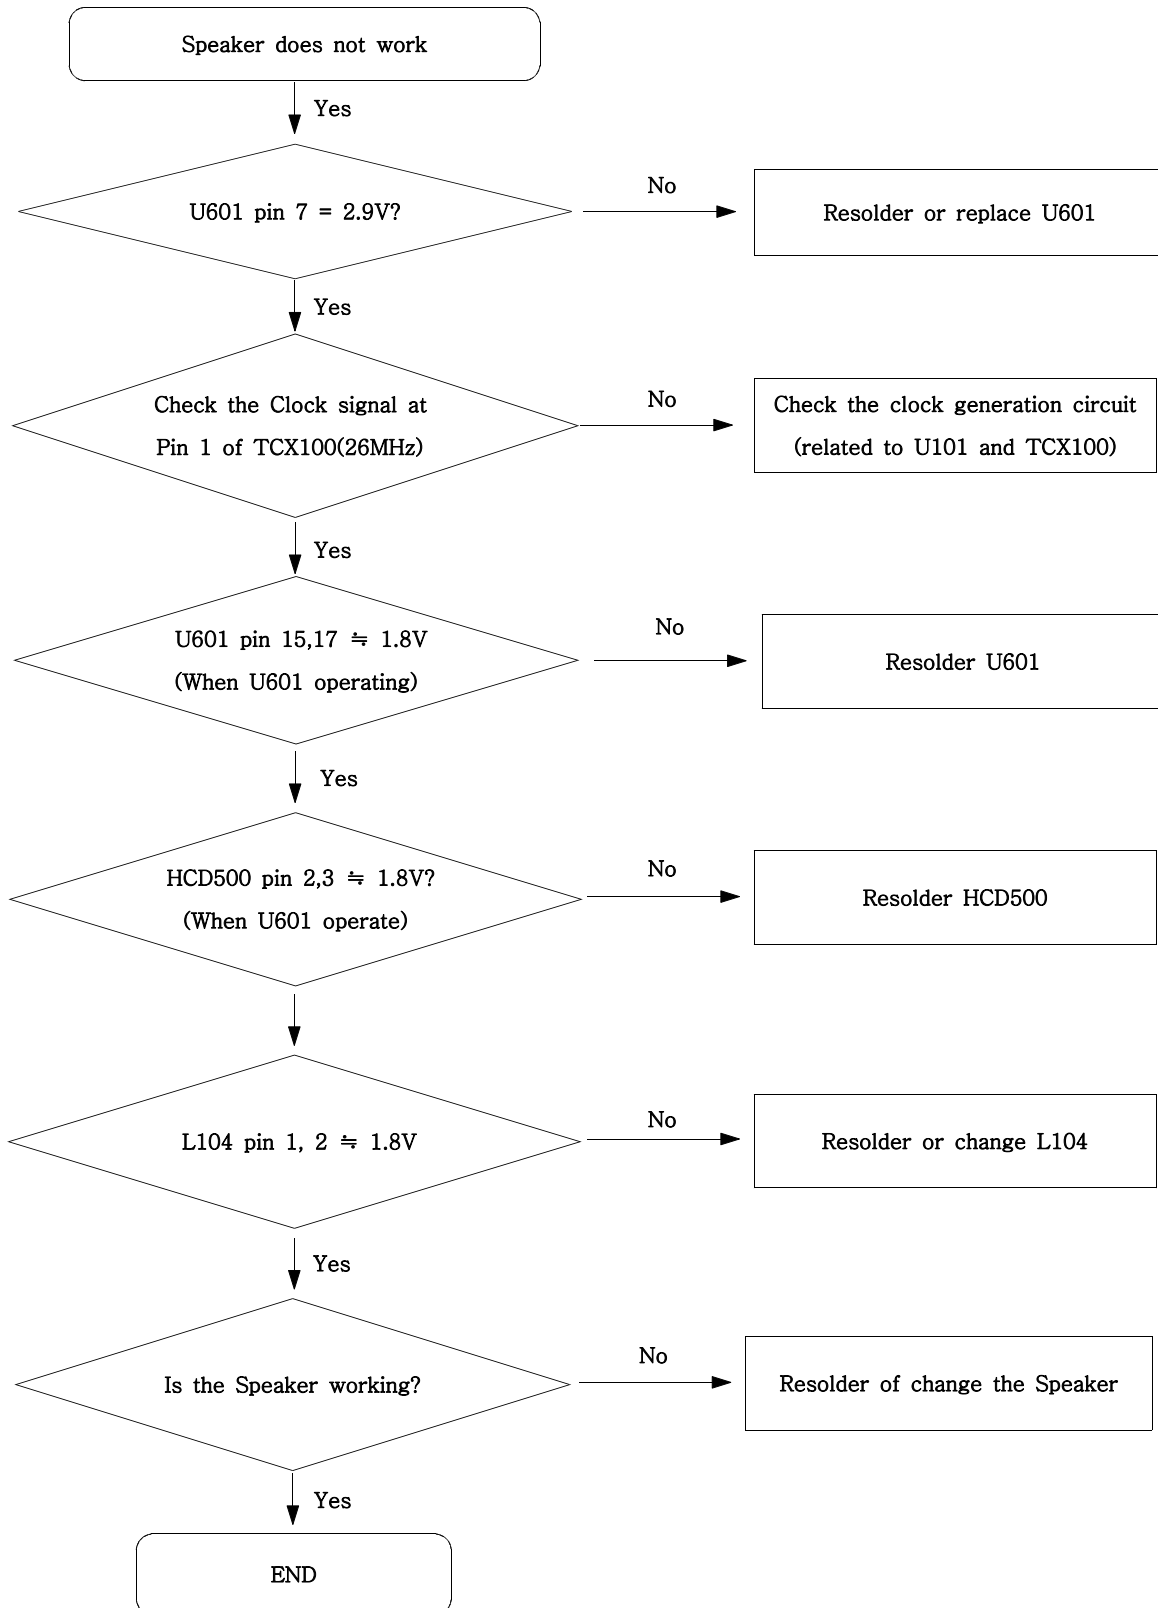 Speaker does not work
Yes
U601 pin 7 = 2.9V?
No
Resolder or replace U601
Yes
Check the Clock signal at
Pin 1 of TCX100(26MHz)
No
Check the clock generation circuit
(related to U101 and TCX100)
Yes
U601 pin 15,17 ≒ 1.8V
(When U601 operating)
No
Resolder U601
Yes
HCD500 pin 2,3 ≒ 1.8V?
(When U601 operate)
No
Resolder HCD500
L104 pin 1, 2 ≒ 1.8V
No
Resolder or change L104
Yes
Is the Speaker working?
No
Resolder of change the Speaker
Yes
END